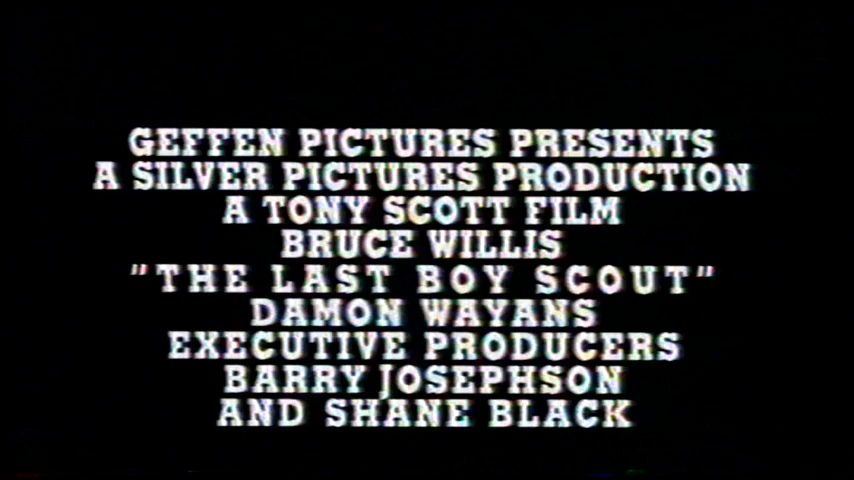 GEFFEN PICTURES PRESENTS
A SILVER PICTURES PRODUCTION
A TONY SCOTT FILM
BRUCE WILLIS
"THE LAST BOY SCOUT"
DAMON WAYANS
EXECUTIVE PRODUCERS
BARRY JOSEPHSON
AND SHANE BLACK